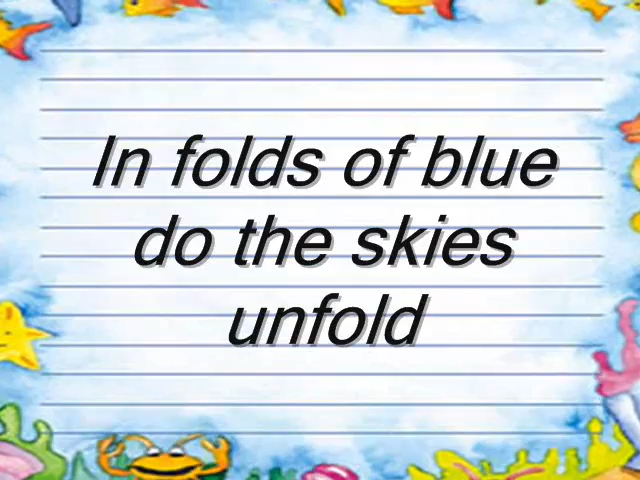 In folds of blue
do the skies
unfold